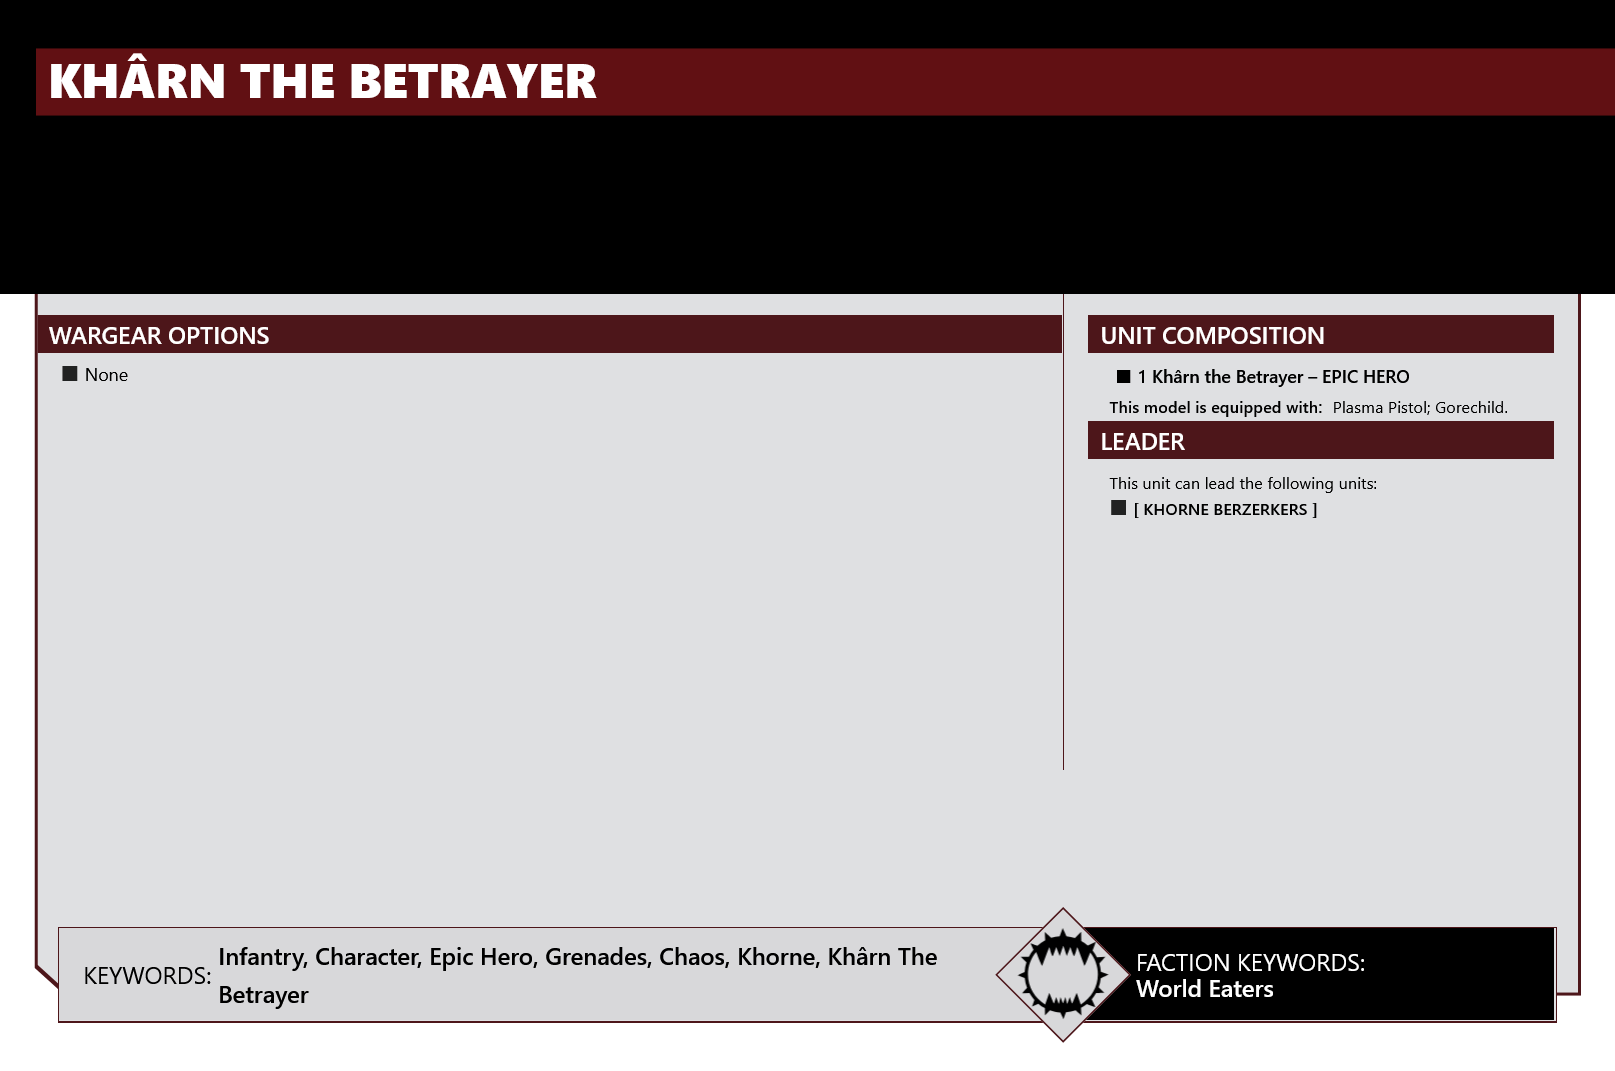 KHÂRN THE BETRAYER
WARGEAR OPTIONS
■ None
UNIT COMPOSITION
■ 1 Khârn the Betrayer – EPIC HERO
This model is equipped with: Plasma Pistol; Gorechild.
LEADER
This unit can lead the following units:
■ [ KHORNE BERZERKERS ]
KEYWORDS: Infantry, Character, Epic Hero, Grenades, Chaos, Khorne, Khârn The
Betrayer
FACTION KEYWORDS:
World Eaters